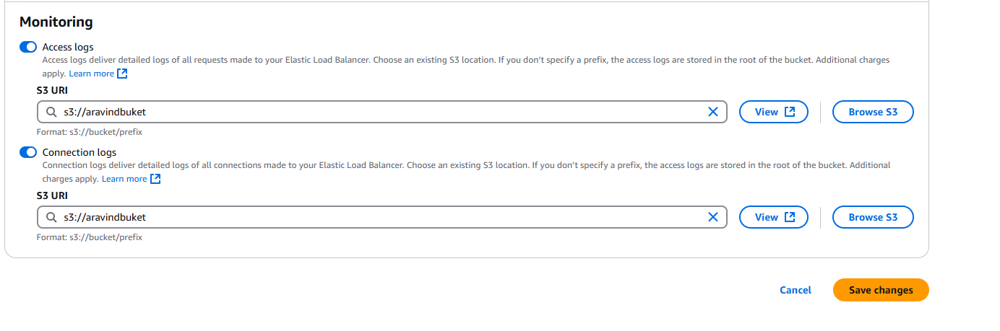 Monitoring
Access logs
Access logs deliver detailed logs of all requests made to your Elastic Load Balancer. Choose an existing S3 location. If you don’t specify a prefix, the access logs are stored in the root of the bucket. Additional charges
apply. Learn more
S3 URI
s3://aravindbuket
View
Browse S3
Format: s3://bucket/prefix
Connection logs
Connection logs deliver detailed logs of all connections made to your Elastic Load Balancer. Choose an existing S3 location. If you don’t specify a prefix, the access logs are stored in the root of the bucket. Additional
charges apply. Learn more
S3 URI
s3://aravindbuket
View
Browse S3
Format: s3://bucket/prefix
Cancel
Save changes